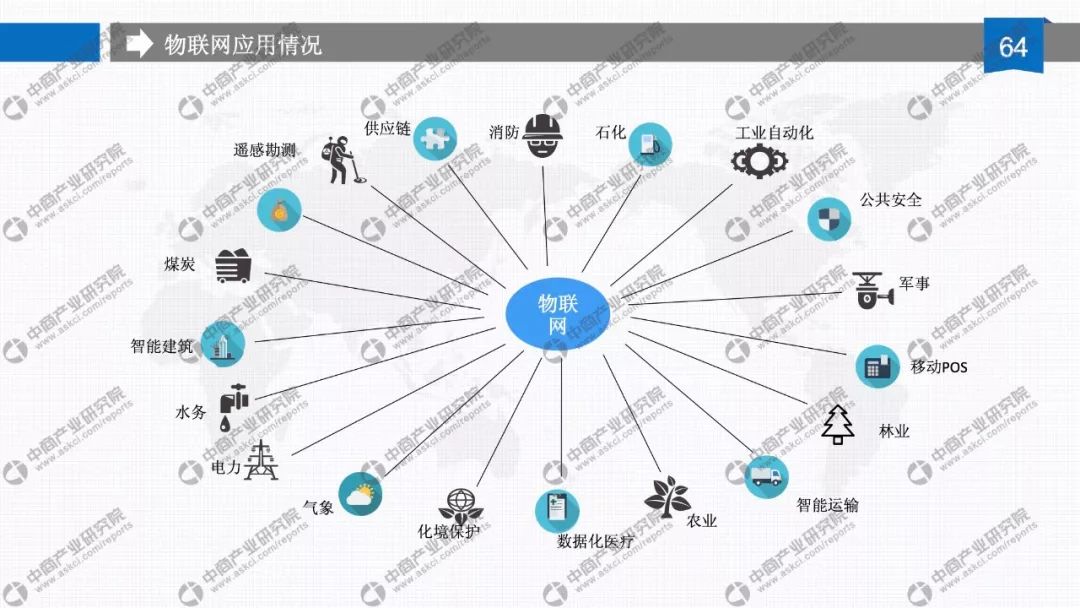 物联网应用情况
64
供应链
消防
石化
工业自动化
遥感勘测
公共安全
煤炭
军事
物联
网
智能建筑
移动POS
水务
林业
电力
气象
智能运输
化境保护
农业
数据化医疗
中商产业研究院
www.askci.com/reports